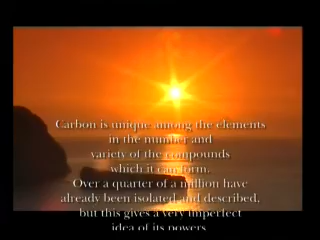 Carbon is unique among the elements
in the number and
variety of the compounds
which it can form.
Over a quarter of a million have
already been isolated and described,
but this gives a very imperfect
idea of its powers